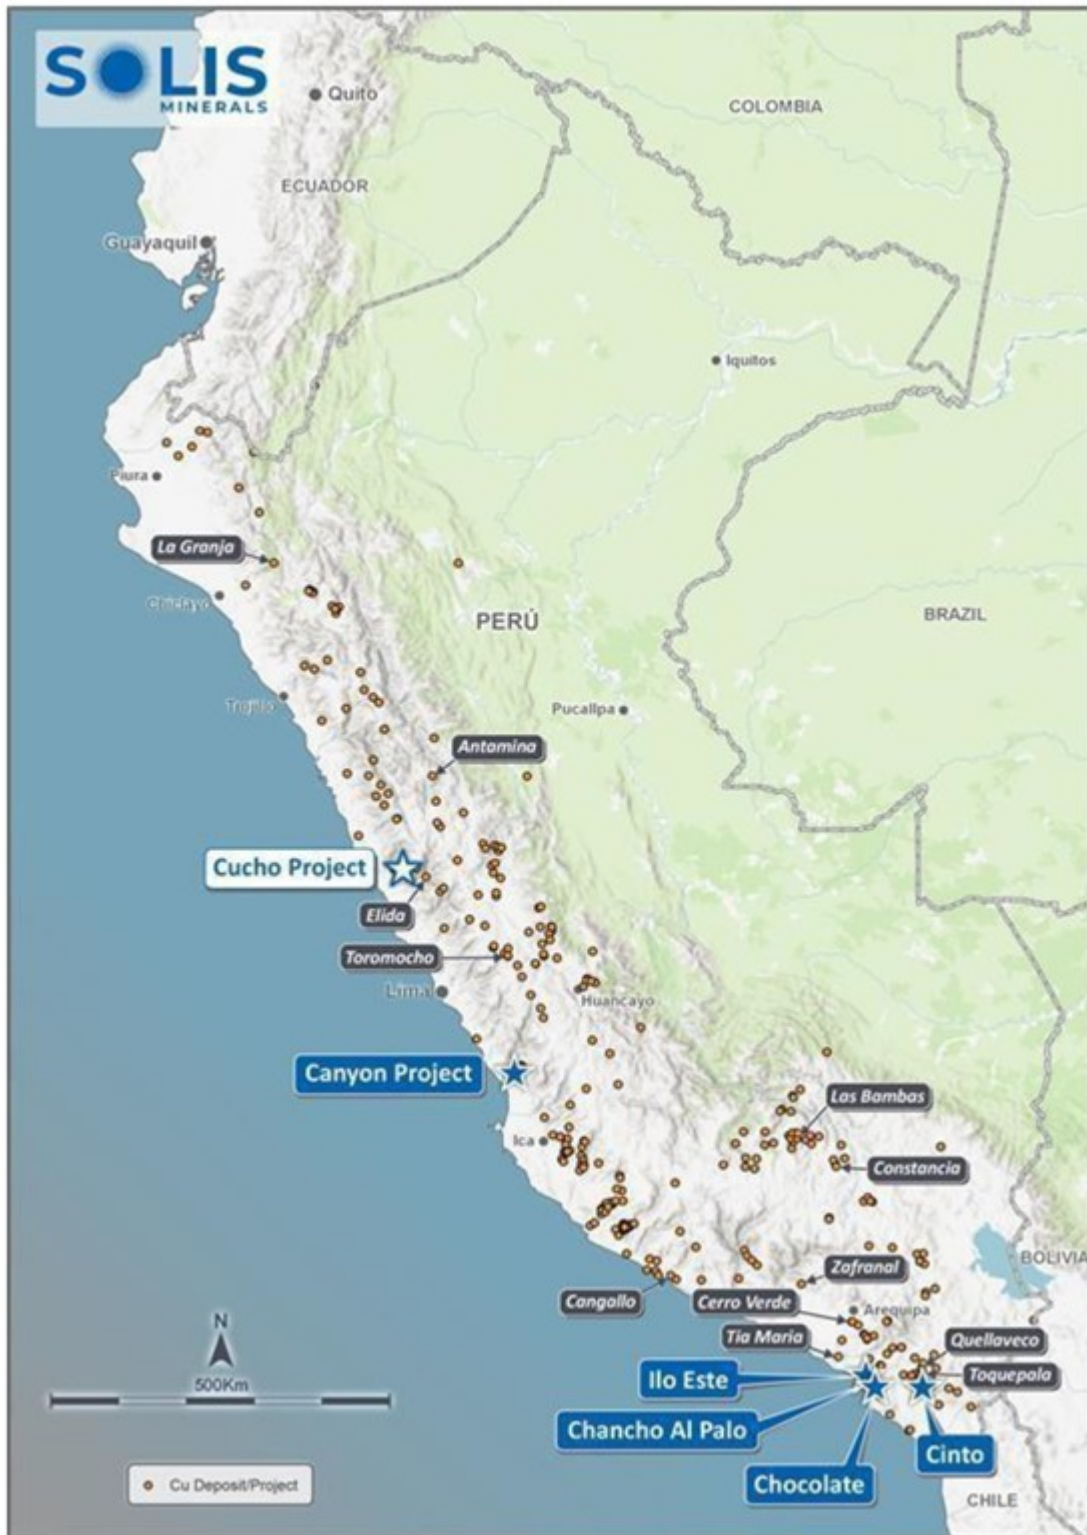 SOLIS
MINERALS
Quito
COLOMBIA
ECUADOR
Guayaquil
Iquitos
Piura
La Granja
Chiclayo
PERÚ
BRAZIL
Trujillo
Pucallpa
Antamina
Cucho Project
Elida
Toromocho
Lima
Huancayo
Canyon Project
Las Bambas
Ica
Constancia
BOLIVIA
Zafranal
Cangallo
Cerro Verde
Arequipa
Tia Maria
Quellaveco
N
500Km
Ilo Este
Toquepala
Chancho Al Palo
Cinto
Chocolate
Cu Deposit/Project
CHILE